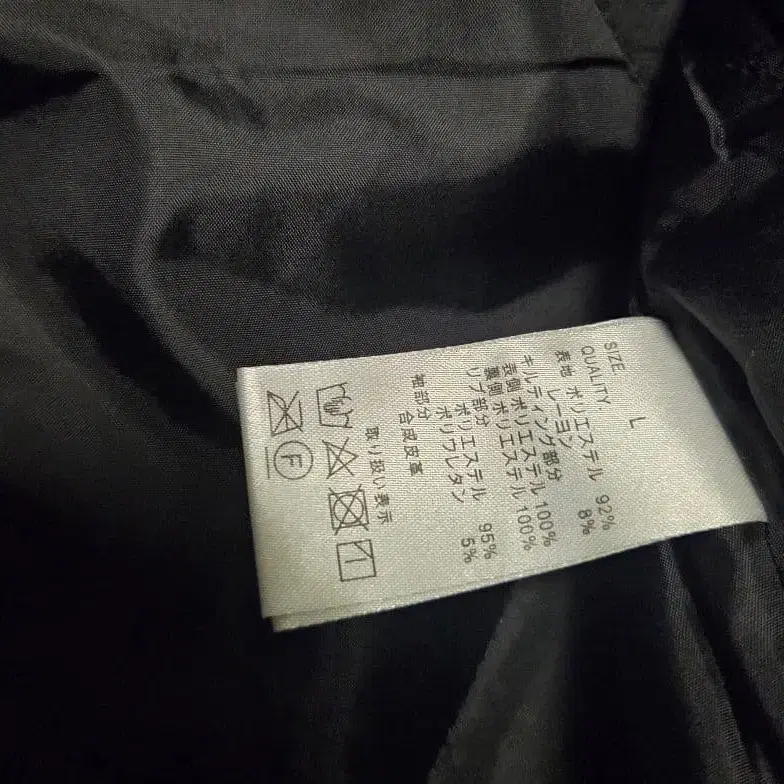 SIZE L
QUALITY.
表地 ポリエステル 92%
レーヨン 8%
キルティング部分
表側 ポリエステル 100%
裏側 ポリエステル 100%
リブ部分
ポリエステル 95%
ポリウレタン 5%
袖部分
合成皮革
取り扱い表示
F